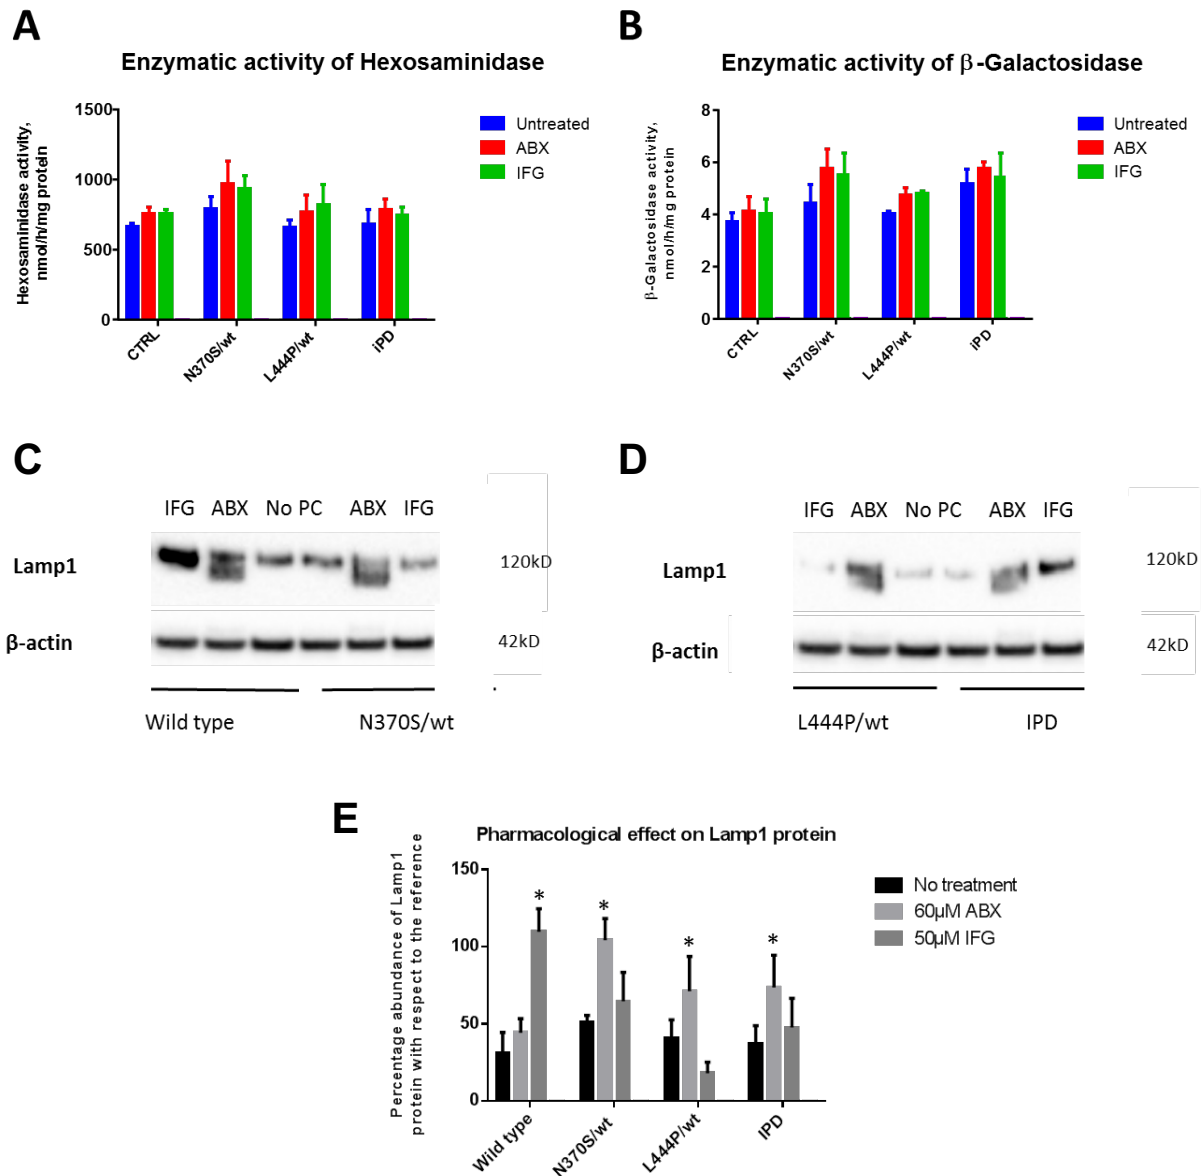 A
Enzymatic activity of Hexosaminidase
Hexosaminidase activity,
nmol/h/mg protein
1500
1000
500
0
CTRL
N370S/wt
L444P/wt
iPD
Untreated
ABX
IFG
B
Enzymatic activity of β-Galactosidase
β-Galactosidase activity,
nmol/h/mg protein
8
6
4
2
0
CTRL
N370S/wt
L444P/wt
iPD
Untreated
ABX
IFG
C
IFG ABX No PC ABX IFG
Lamp1
120kD
β-actin
42kD
Wild type N370S/wt
D
IFG ABX No PC ABX IFG
Lamp1
120kD
β-actin
42kD
L444P/wt IPD
E
Pharmacological effect on Lamp1 protein
Percentage abundance of Lamp1
protein with respect to the reference
150
100
50
0
* * * *
Wild type
N370S/wt
L444P/wt
IPD
No treatment
60µM ABX
50µM IFG